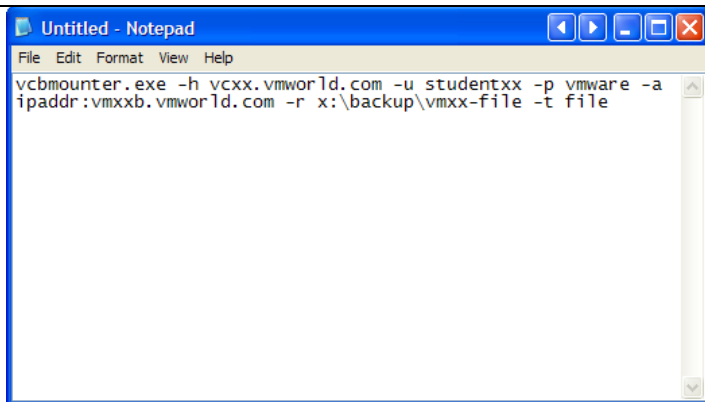 Untitled - Notepad
File Edit Format View Help
vcbmounter.exe -h vcxx.vmworld.com -u studentxx -p vmware -a
ipaddr:vmxxb.vmworld.com -r x:\backup\vmxx-file -t file